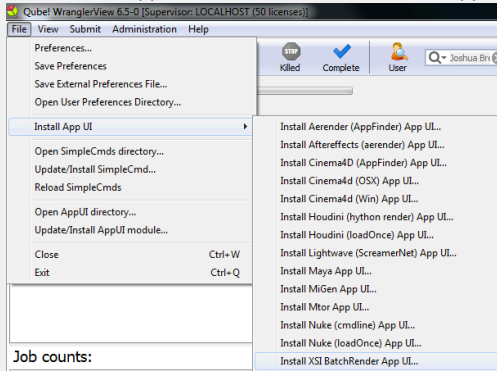 Qube! WranglerView 6.5-0 [Supervisor: LOCALHOST (50 licenses)]
File View Submit Administration Help
Preferences...
Save Preferences
Save External Preferences File...
Open User Preferences Directory...
Install App UI
Open SimpleCmds directory...
Update/Install SimpleCmd...
Reload SimpleCmds
Open AppUI directory...
Update/Install AppUI module...
Close Ctrl+W
Exit Ctrl+Q
STOP
Killed Complete User
Joshua
Install Aerender (AppFinder) App UI...
Install Aftereffects (aerender) App UI...
Install Cinema4D (AppFinder) App UI...
Install Cinema4d (OSX) App UI...
Install Cinema4d (Win) App UI...
Install Houdini (hython render) App UI...
Install Houdini (loadOnce) App UI...
Install Lightwave (ScreamerNet) App UI...
Install Maya App UI...
Install MiGen App UI...
Install Mtor App UI...
Install Nuke (cmdline) App UI...
Install Nuke (loadOnce) App UI...
Install XSI BatchRender App UI...
Job counts: